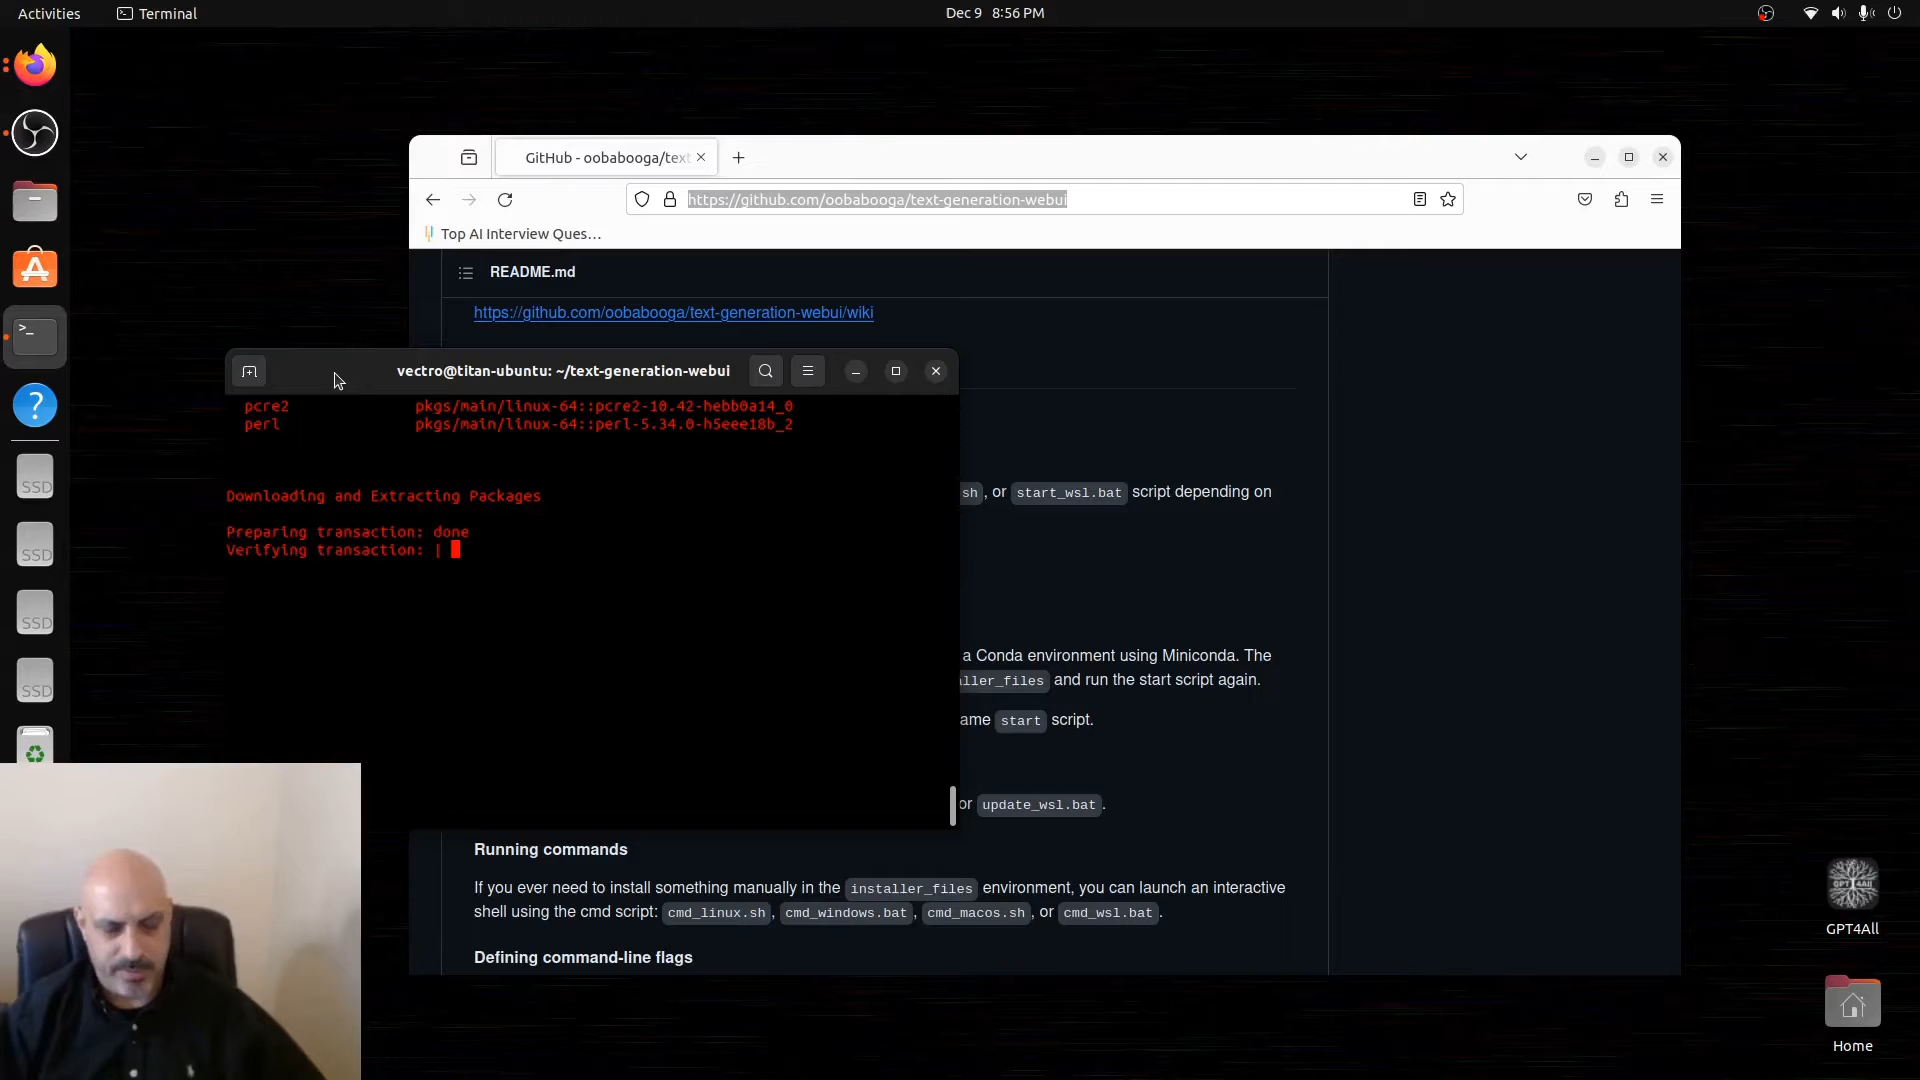 Activities
Terminal
Dec 9 8:56 PM
GitHub - oobabooga/text
https://github.com/oobabooga/text-generation-webui
Top AI Interview Ques…
README.md
https://github.com/oobabooga/text-generation-webui/wiki
vectro@titan-ubuntu: ~/text-generation-webui
pcre2 pkgs/main/linux-64::pcre2-10.42-hebb0a14_0
perl pkgs/main/linux-64::perl-5.34.0-h5eee18b_2
Downloading and Extracting Packages
Preparing transaction: done
Verifying transaction: |
sh, or start_wsl.bat script depending on
a Conda environment using Miniconda. The
aller_files and run the start script again.
ame start script.
or update_wsl.bat.
Running commands
If you ever need to install something manually in the installer_files environment, you can launch an interactive
shell using the cmd script: cmd_linux.sh, cmd_windows.bat, cmd_macos.sh, or cmd_wsl.bat.
Defining command-line flags
>_
?
SSD
SSD
SSD
SSD
GPT4All
GPT4All
Home